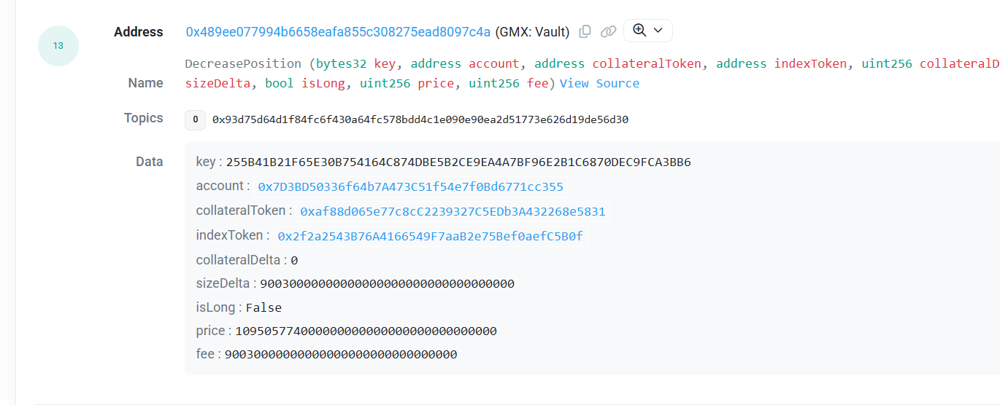 13
Address 0x489ee077994b6658eafa855c308275ead8097c4a (GMX: Vault)
DecreasePosition (bytes32 key, address account, address collateralToken, address indexToken, uint256 collateralD
Name sizeDelta, bool isLong, uint256 price, uint256 fee) View Source
Topics 0 0x93d75d64d1f84fc6f430a64fc578bdd4c1e090e90ea2d51773e626d19de56d30
Data key : 255B41B21F65E30B754164C874DBE5B2CE9EA4A7BF96E2B1C6870DEC9FCA3BB6
account : 0x7D3BD50336f64b7A473C51f54e7f0Bd6771cc355
collateralToken : 0xaf88d065e77c8cC2239327C5EDb3A432268e5831
indexToken : 0x2f2a2543B76A4166549F7aaB2e75Bef0aefC5B0f
collateralDelta : 0
sizeDelta : 90030000000000000000000000000000000
isLong : False
price : 109505774000000000000000000000000000
fee : 90030000000000000000000000000000